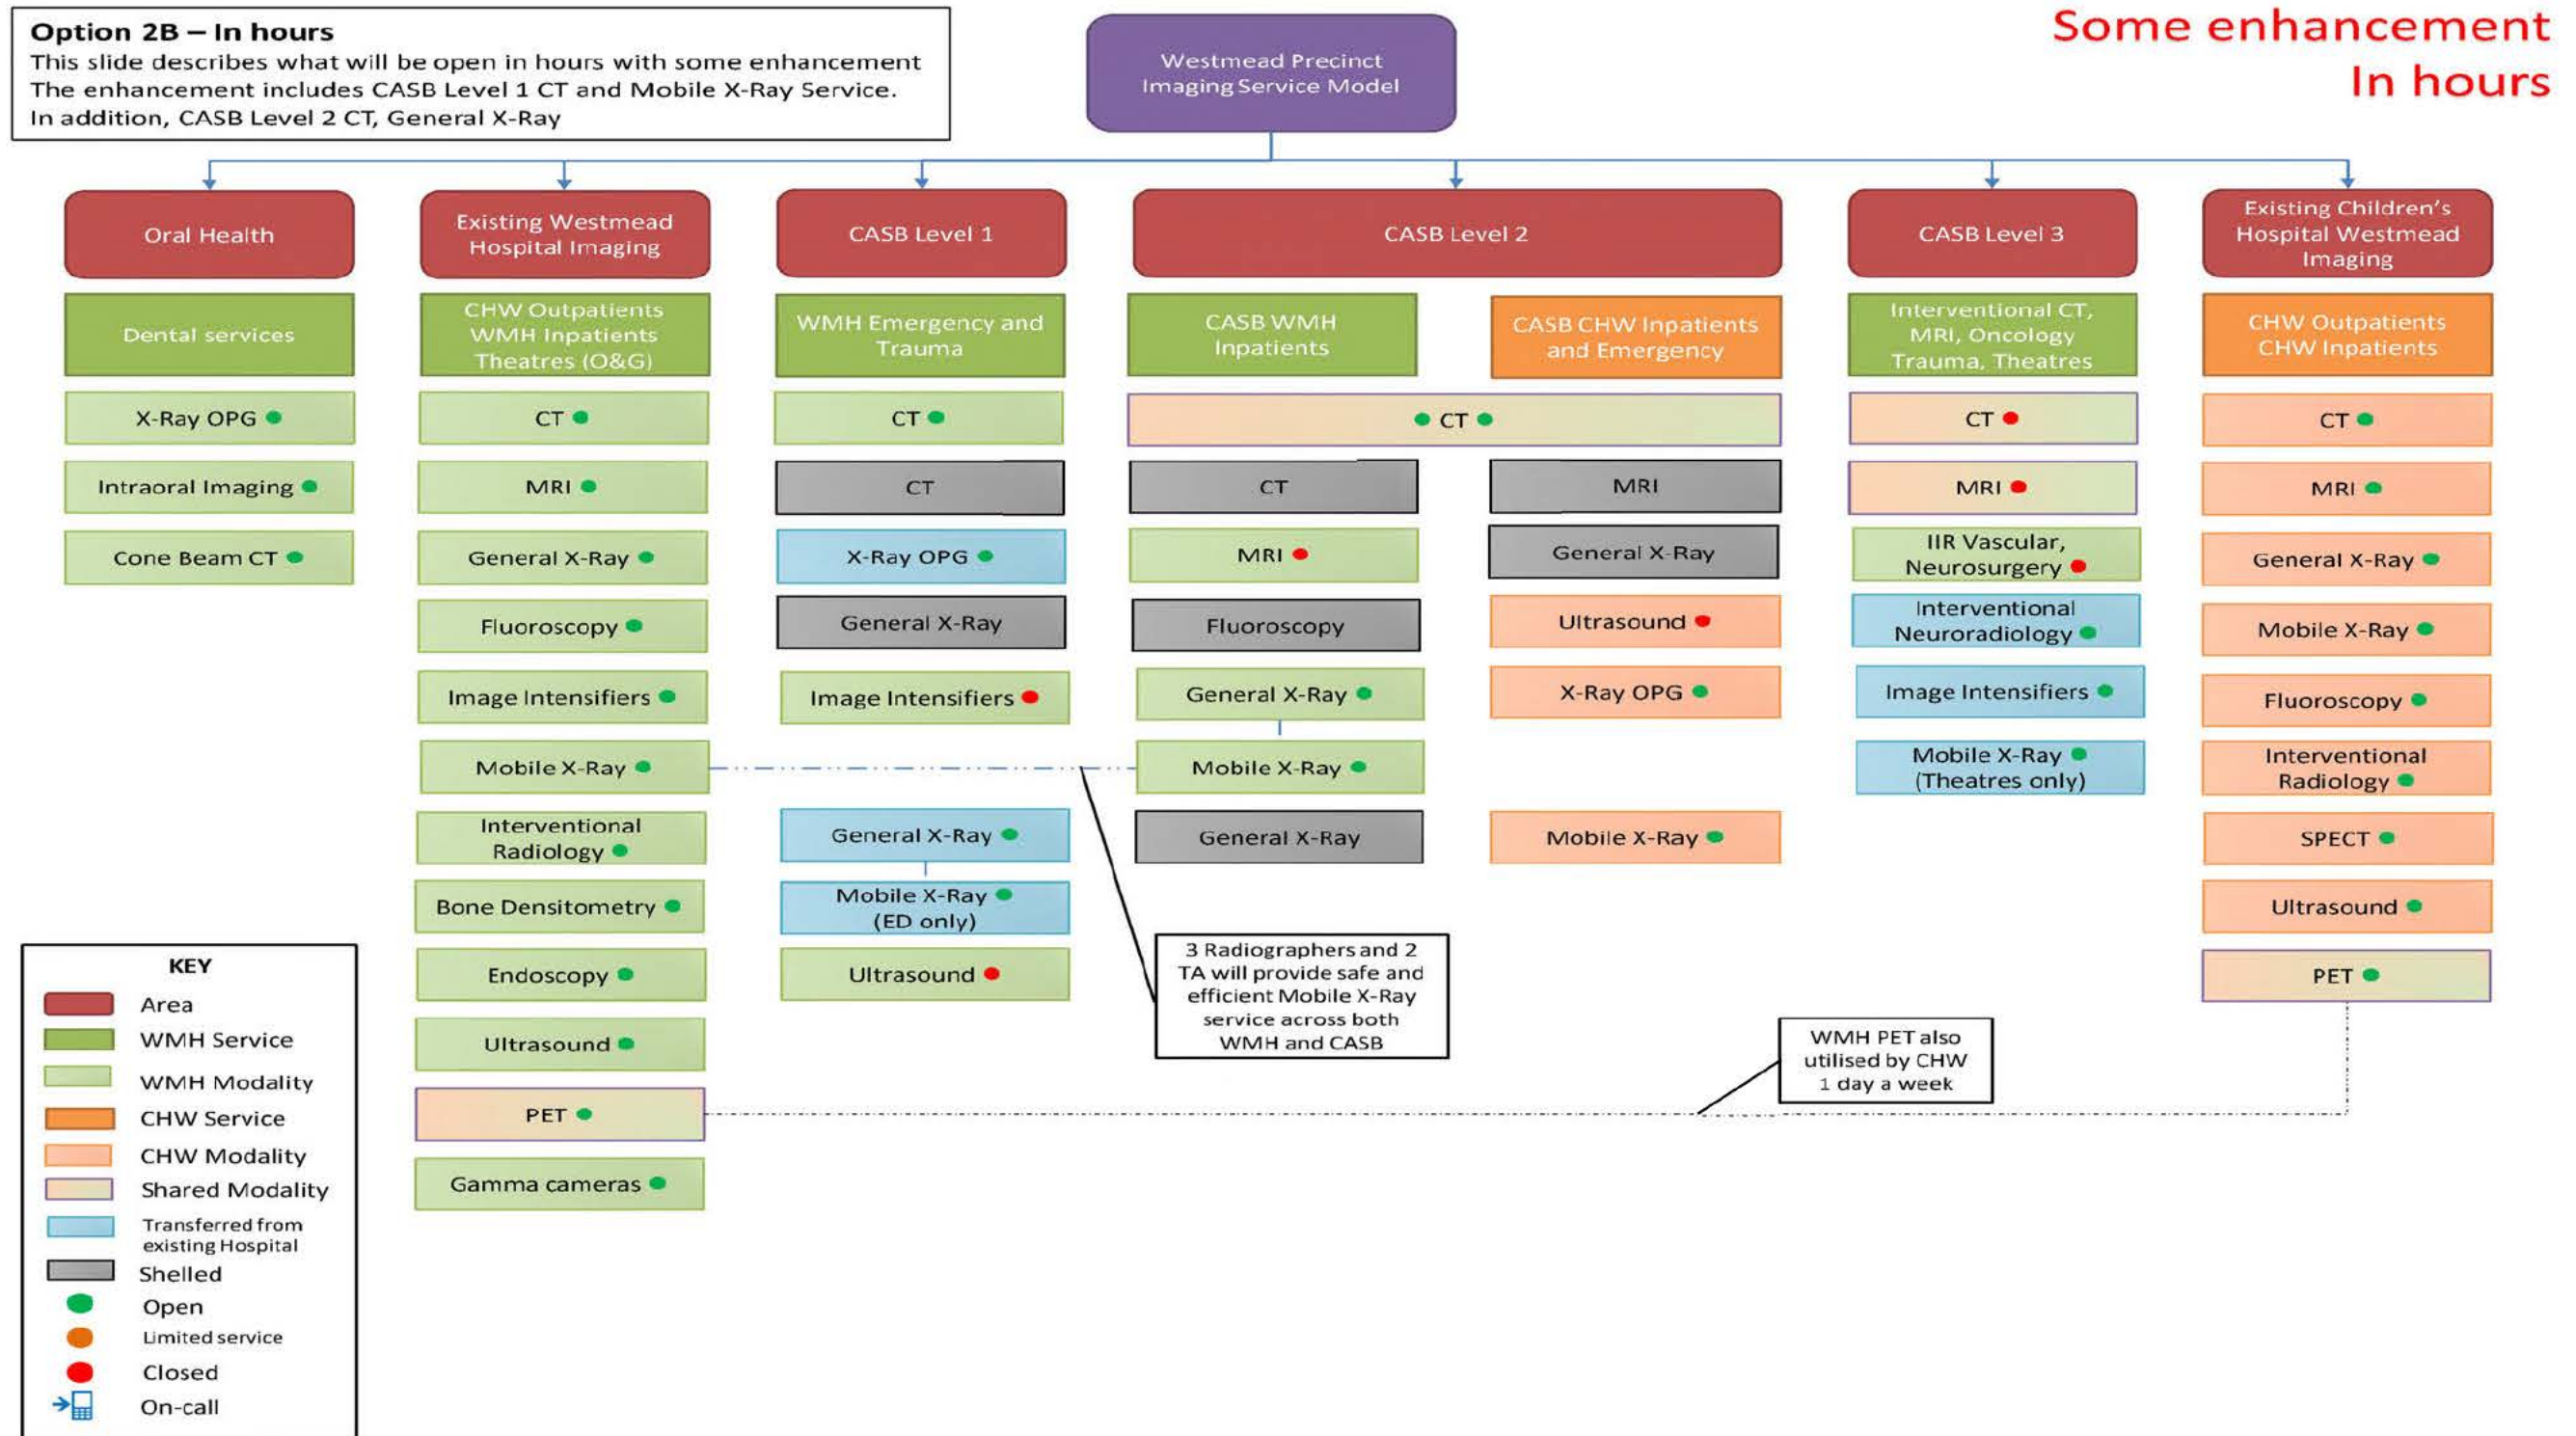 Option 2B – In hours
This slide describes what will be open in hours with some enhancement
The enhancement includes CASB Level 1 CT and Mobile X-Ray Service.
In addition, CASB Level 2 CT, General X-Ray
Westmead Precinct
Imaging Service Model
Some enhancement
In hours
Oral Health
Dental services
X-Ray OPG
Intraoral Imaging
Cone Beam CT
Existing Westmead
Hospital Imaging
CHW Outpatients
WMH Inpatients
Theatres (O&G)
CT
MRI
General X-Ray
Fluoroscopy
Image Intensifiers
Mobile X-Ray
Interventional
Radiology
Bone Densitometry
Endoscopy
Ultrasound
PET
Gamma cameras
CASB Level 1
WMH Emergency and
Trauma
CT
CT
X-Ray OPG
General X-Ray
Image Intensifiers
General X-Ray
Mobile X-Ray
(ED only)
Ultrasound
CASB Level 2
CASB WMH
Inpatients
CASB CHW Inpatients
and Emergency
CT
CT
MRI
Fluoroscopy
General X-Ray
Mobile X-Ray
General X-Ray
MRI
General X-Ray
Ultrasound
X-Ray OPG
Mobile X-Ray
3 Radiographers and 2
TA will provide safe and
efficient Mobile X-Ray
service across both
WMH and CASB
CASB Level 3
Interventional CT,
MRI, Oncology
Trauma, Theatres
CT
MRI
IIR Vascular,
Neurosurgery
Interventional
Neuroradiology
Image Intensifiers
Mobile X-Ray
(Theatres only)
WMH PET also
utilised by CHW
1 day a week
Existing Children's
Hospital Westmead
Imaging
CHW Outpatients
CHW Inpatients
CT
MRI
General X-Ray
Mobile X-Ray
Fluoroscopy
Interventional
Radiology
SPECT
Ultrasound
PET
KEY
Area
WMH Service
WMH Modality
CHW Service
CHW Modality
Shared Modality
Transferred from
existing Hospital
Shelled
Open
Limited service
Closed
On-call